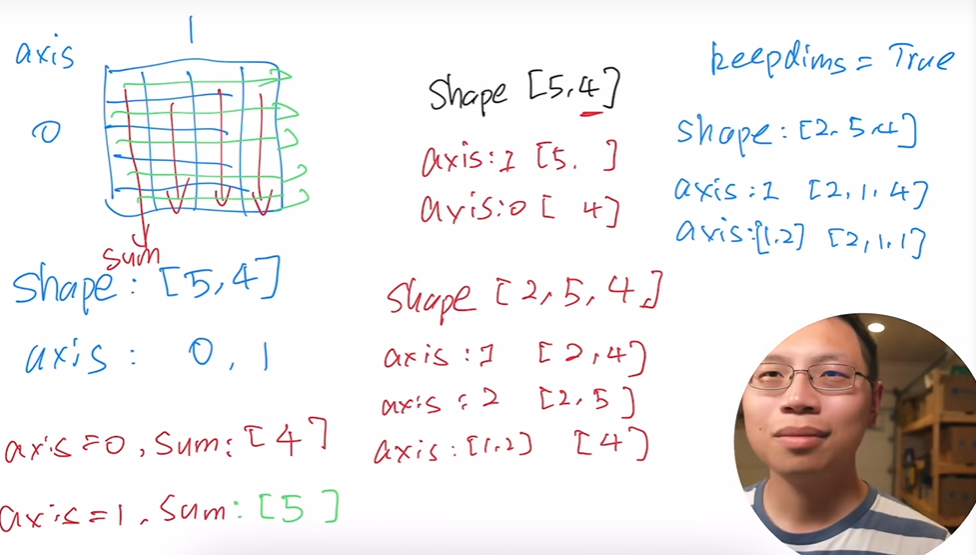 axis
1
0
sum
shape: [5,4]
axis: 0, 1
axis=0, sum: [4]
axis=1, sum: [5]
shape [5,4]
axis:1 [5, ]
axis:0 [ 4]
shape [2,5,4]
axis:1 [2,4]
axis:2 [2,5]
axis:[1,2] [4]
keepdims = True
shape: [2,5,4]
axis:1 [2,1,4]
axis:[1,2] [2,1,1]